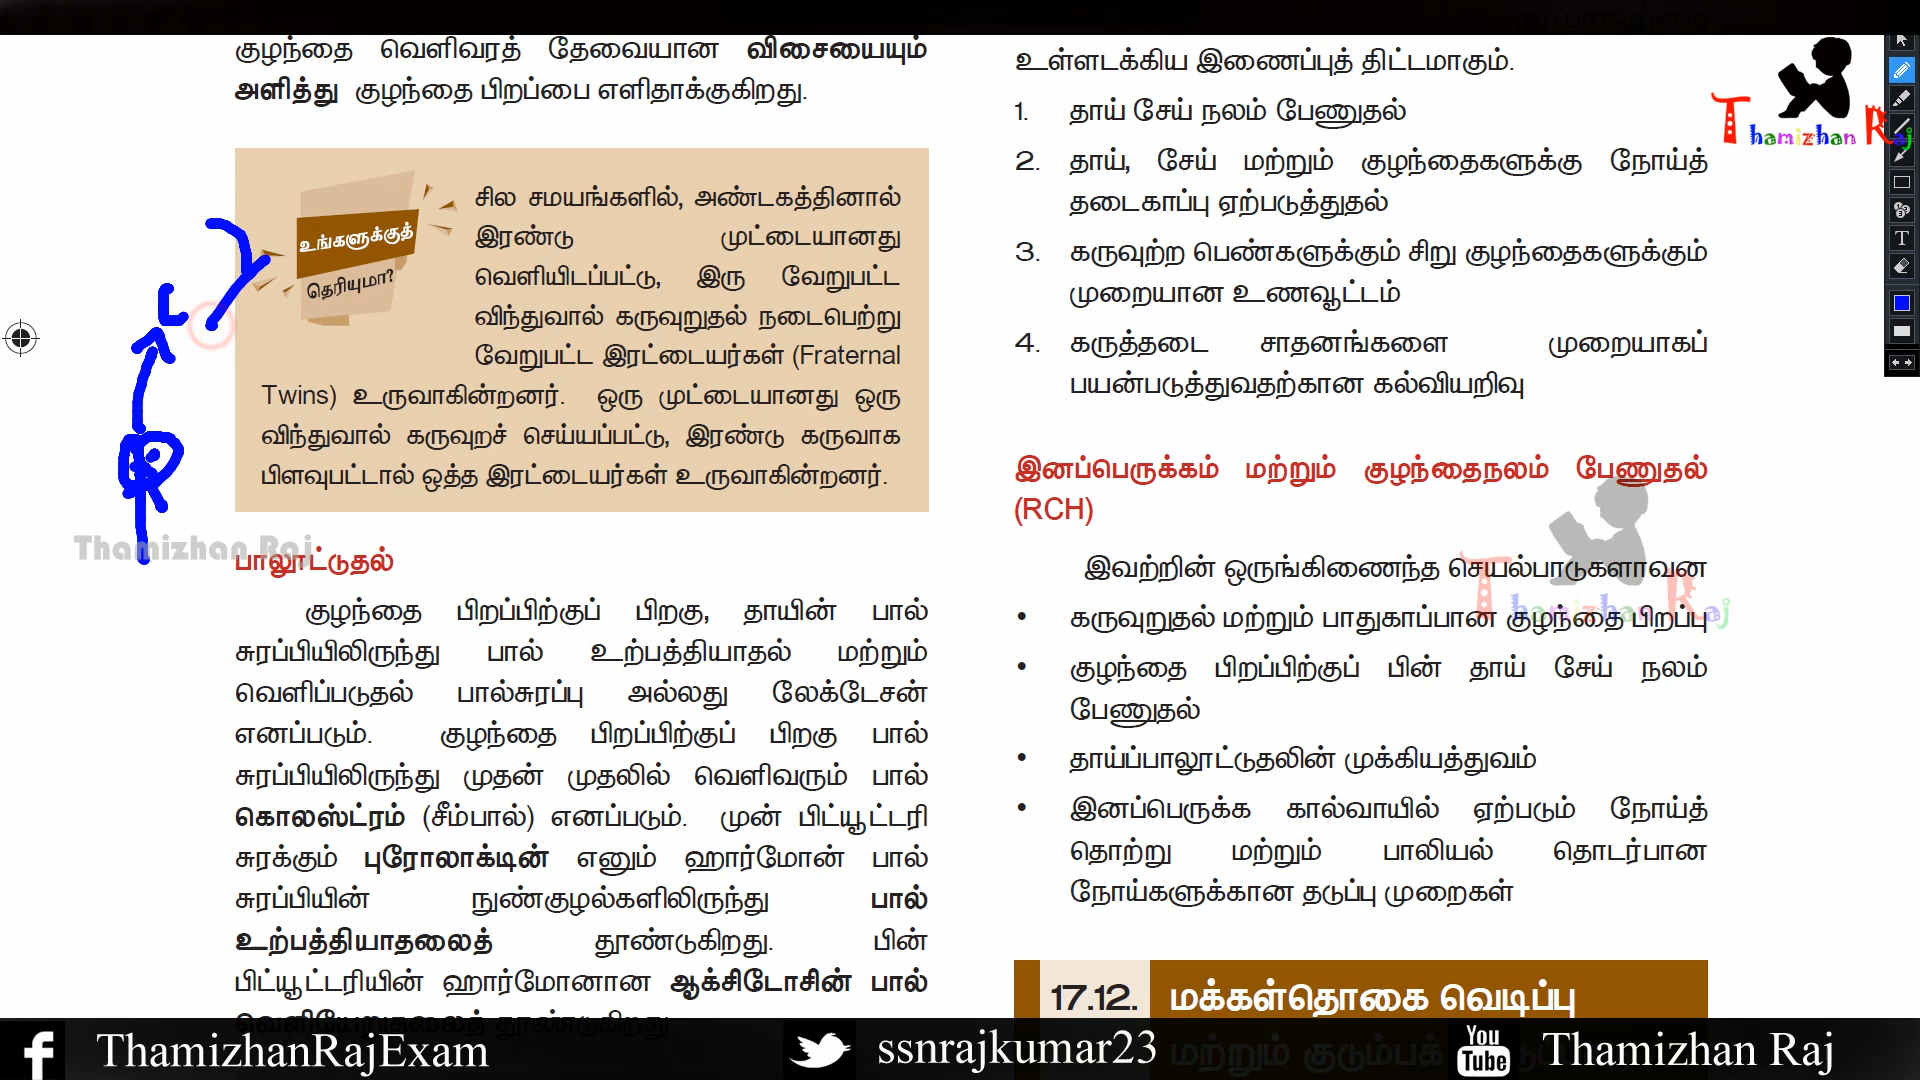 குழந்தை வெளிவரத் தேவையான விசையையும்
அளித்து குழந்தை பிறப்பை எளிதாக்குகிறது.
உங்களுக்குத்
தெரியுமா?
சில சமயங்களில், அண்டகத்தினால்
இரண்டு முட்டையானது
வெளியிடப்பட்டு, இரு வேறுபட்ட
விந்துவால் கருவுறுதல் நடைபெற்று
வேறுபட்ட இரட்டையர்கள் (Fraternal
Twins) உருவாகின்றனர். ஒரு முட்டையானது ஒரு
விந்துவால் கருவுறச் செய்யப்பட்டு, இரண்டு கருவாக
பிளவுபட்டால் ஒத்த இரட்டையர்கள் உருவாகின்றனர்.
Thamizhan Raj
பாலூட்டுதல்
குழந்தை பிறப்பிற்குப் பிறகு, தாயின் பால்
சுரப்பியிலிருந்து பால் உற்பத்தியாதல் மற்றும்
வெளிப்படுதல் பால்சுரப்பு அல்லது லேக்டேசன்
எனப்படும். குழந்தை பிறப்பிற்குப் பிறகு பால்
சுரப்பியிலிருந்து முதன் முதலில் வெளிவரும் பால்
கொலஸ்ட்ரம் (சீம்பால்) எனப்படும். முன் பிட்யூட்டரி
சுரக்கும் புரோலாக்டின் எனும் ஹார்மோன் பால்
சுரப்பியின் நுண்குழல்களிலிருந்து பால்
உற்பத்தியாதலைத் தூண்டுகிறது. பின்
பிட்யூட்டரியின் ஹார்மோனான ஆக்சிடோசின் பால்
வெளியேறுதலைத் தூண்டுகிறது.
உள்ளடக்கிய இணைப்புத் திட்டமாகும்.
1. தாய் சேய் நலம் பேணுதல்
2. தாய், சேய் மற்றும் குழந்தைகளுக்கு நோய்த்
தடைகாப்பு ஏற்படுத்துதல்
3. கருவுற்ற பெண்களுக்கும் சிறு குழந்தைகளுக்கும்
முறையான உணவூட்டம்
4. கருத்தடை சாதனங்களை முறையாகப்
பயன்படுத்துவதற்கான கல்வியறிவு
இனப்பெருக்கம் மற்றும் குழந்தைநலம் பேணுதல்
(RCH)
இவற்றின் ஒருங்கிணைந்த செயல்பாடுகளாவன
• கருவுறுதல் மற்றும் பாதுகாப்பான குழந்தை பிறப்பு
• குழந்தை பிறப்பிற்குப் பின் தாய் சேய் நலம்
பேணுதல்
• தாய்ப்பாலூட்டுதலின் முக்கியத்துவம்
• இனப்பெருக்க கால்வாயில் ஏற்படும் நோய்த்
தொற்று மற்றும் பாலியல் தொடர்பான
நோய்களுக்கான தடுப்பு முறைகள்
17.12. மக்கள்தொகை வெடிப்பு
மற்றும் குடும்பக்
Thamizhan Raj
Thamizhan Raj
ThamizhanRajExam
ssnrajkumar23
You
Tube
Thamizhan Raj